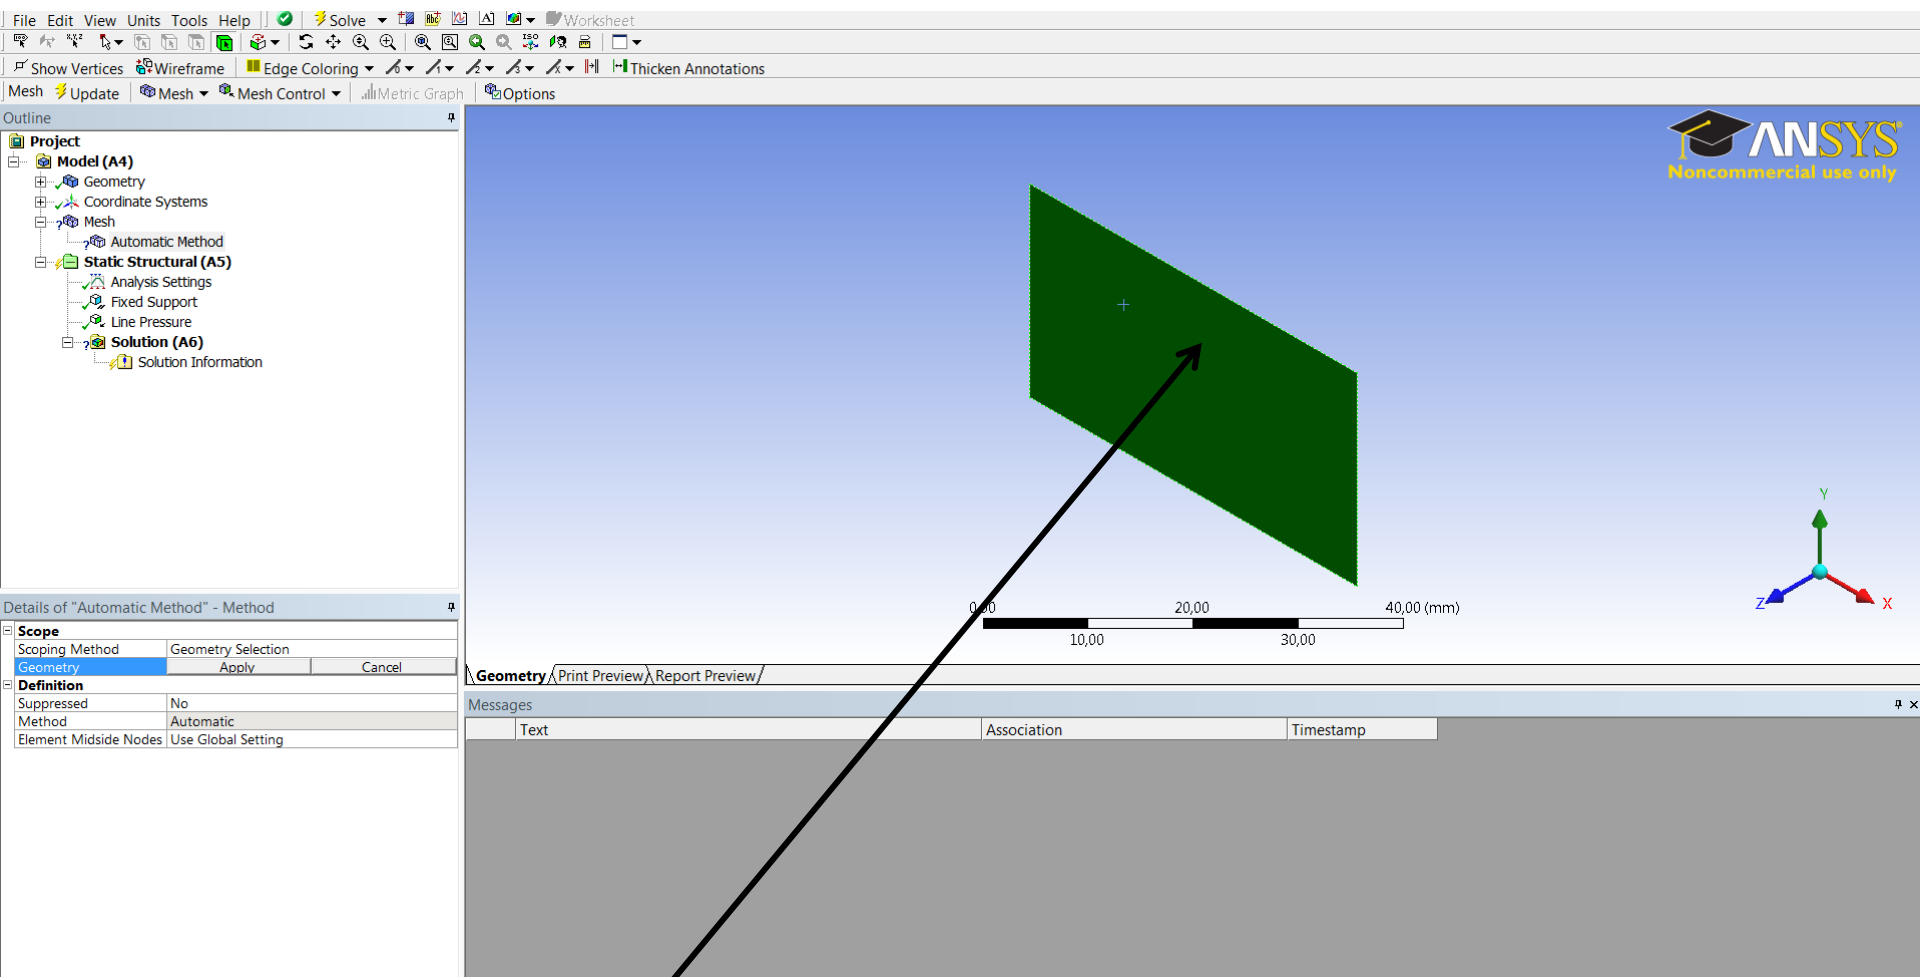 File Edit View Units Tools Help Solve Worksheet
Show Vertices Wireframe Edge Coloring Thicken Annotations
Mesh Update Mesh Mesh Control Metric Graph Options
Outline
Project
Model (A4)
Geometry
Coordinate Systems
Mesh
Automatic Method
Static Structural (A5)
Analysis Settings
Fixed Support
Line Pressure
Solution (A6)
Solution Information
ANSYS
Noncommercial use only
Y
Z
X
0,00 20,00 40,00 (mm)
10,00 30,00
Details of "Automatic Method" - Method
Scope
Scoping Method Geometry Selection
Geometry Apply Cancel
Definition
Suppressed No
Method Automatic
Element Midside Nodes Use Global Setting
Geometry Print Preview Report Preview
Messages
Text Association Timestamp